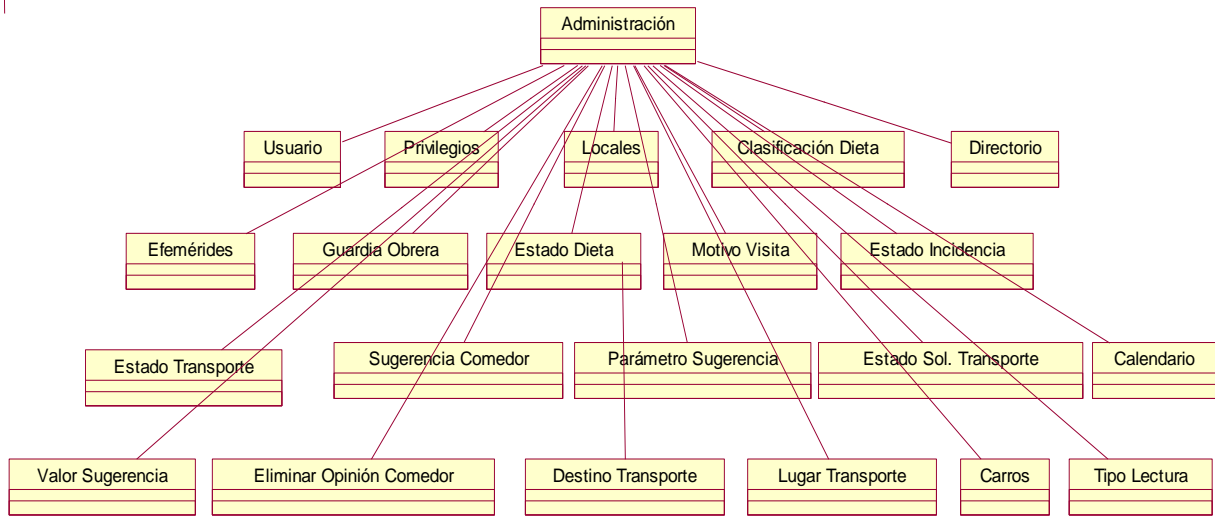 Administración
Usuario
Privilegios
Locales
Clasificación Dieta
Directorio
Efemérides
Guardia Obrera
Estado Dieta
Motivo Visita
Estado Incidencia
Estado Transporte
Sugerencia Comedor
Parámetro Sugerencia
Estado Sol. Transporte
Calendario
Valor Sugerencia
Eliminar Opinión Comedor
Destino Transporte
Lugar Transporte
Carros
Tipo Lectura